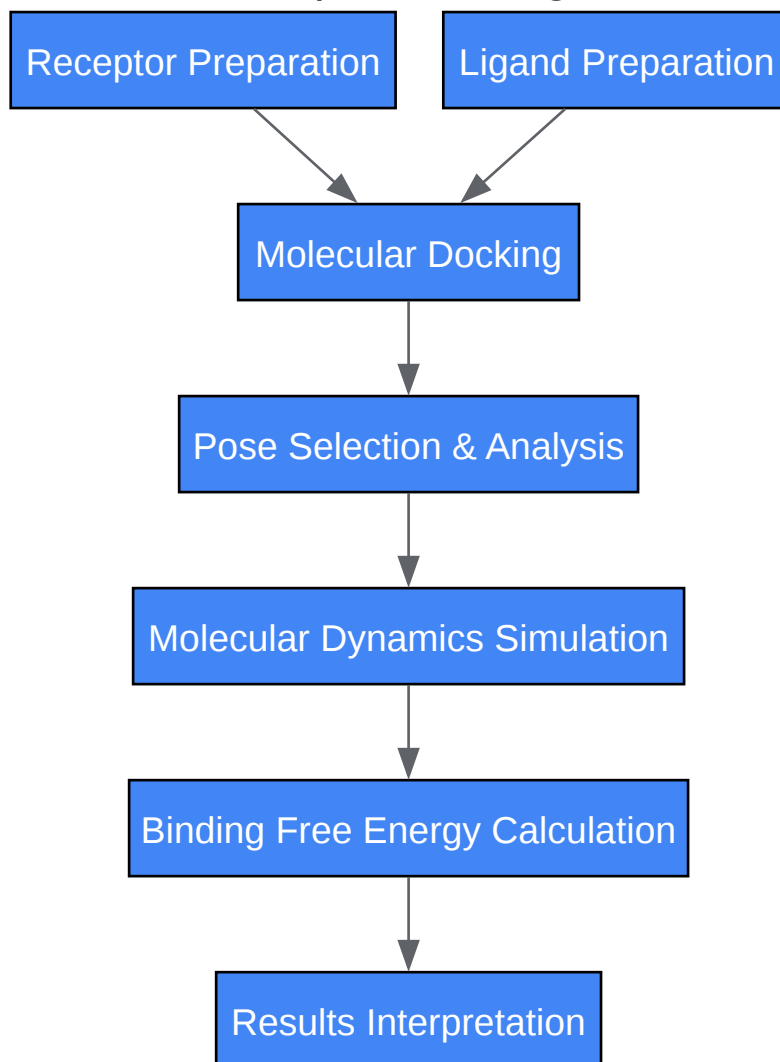 Receptor Preparation
Ligand Preparation
Molecular Docking
Pose Selection & Analysis
Molecular Dynamics Simulation
Binding Free Energy Calculation
Results Interpretation